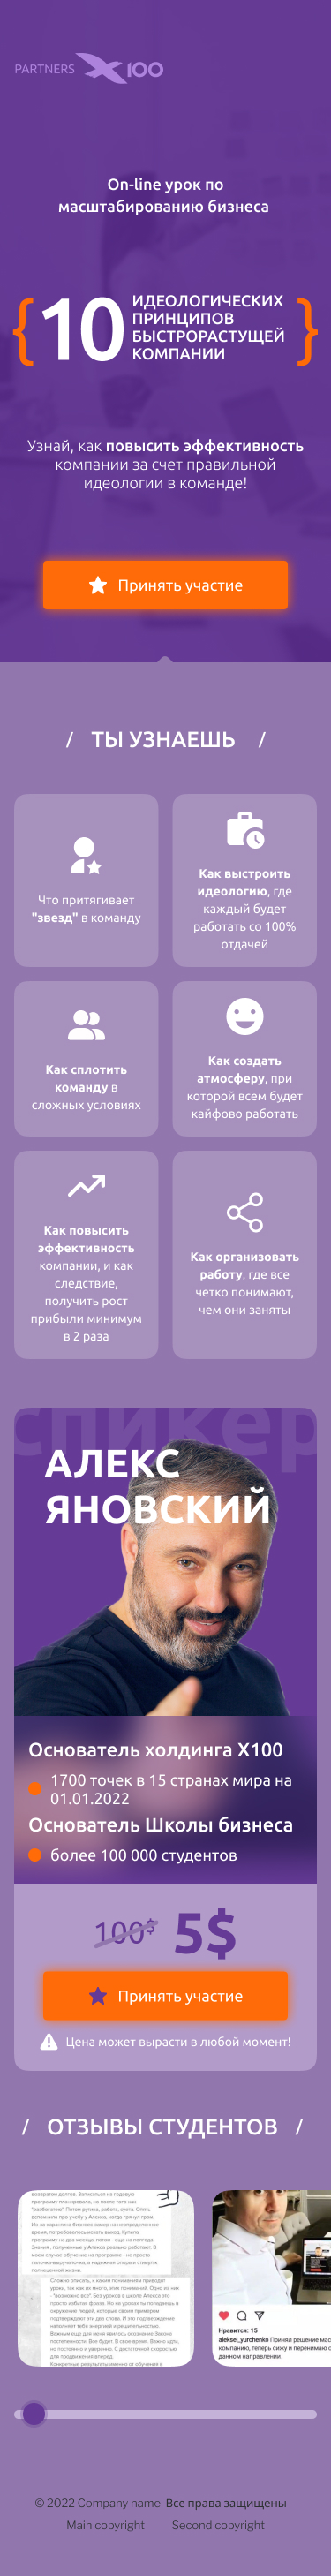 PARTNERS X100
On-line урок по
масштабированию бизнеса
{10 ИДЕОЛОГИЧЕСКИХ
ПРИНЦИПОВ
БЫСТРОРАСТУЩЕЙ
КОМПАНИИ}
Узнай, как повысить эффективность
компании за счет правильной
идеологии в команде!
Принять участие
/ ТЫ УЗНАЕШЬ /
Что притягивает
"звезд" в команду
Как выстроить
идеологию, где
каждый будет
работать со 100%
отдачей
Как сплотить
команду в
сложных условиях
Как создать
атмосферу, при
которой всем будет
кайфово работать
Как повысить
эффективность
компании, и как
следствие,
получить рост
прибыли минимум
в 2 раза
Как организовать
работу, где все
четко понимают,
чем они заняты
спикер
АЛЕКС
ЯНОВСКИЙ
Основатель холдинга X100
1700 точек в 15 странах мира на
01.01.2022
Основатель Школы бизнеса
более 100 000 студентов
100$ 5$
Принять участие
Цена может вырасти в любой момент!
/ ОТЗЫВЫ СТУДЕНТОВ /
Нравится: 15
aleksei_yurchenko Принял решение мас
компанию, теперь сижу и перенимаю с
данном направлении
© 2022 Company name Все права защищены
Main copyright Second copyright